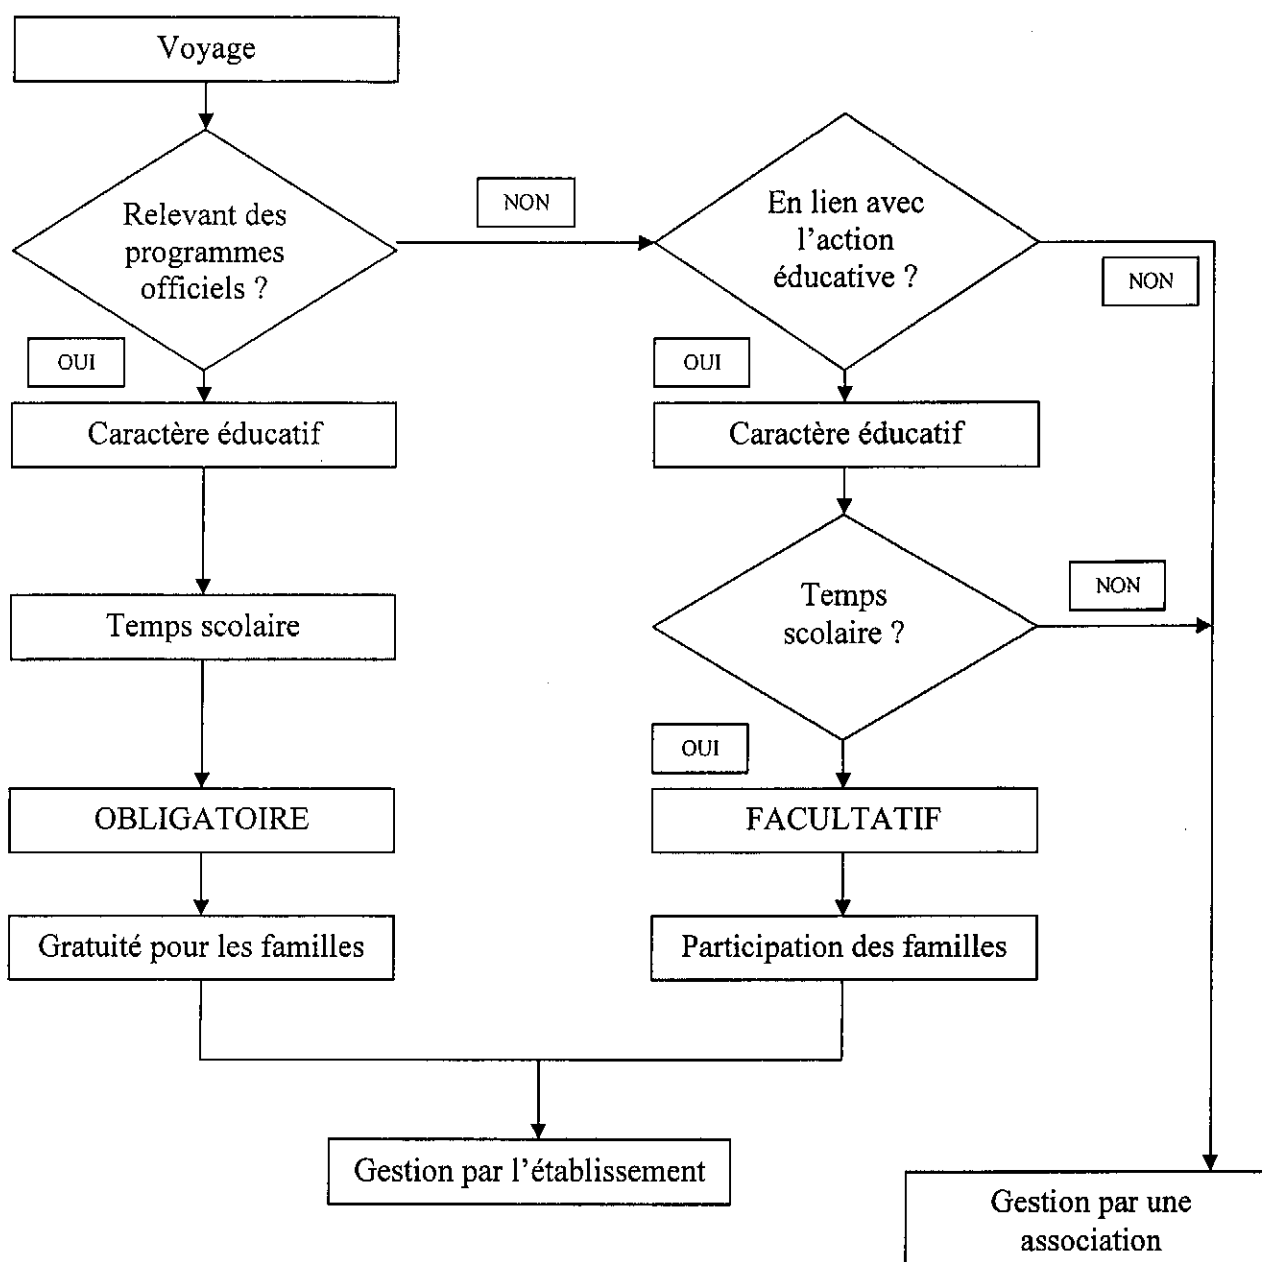 Voyage
Relevant des
programmes
officiels ?
NON
En lien avec
l'action
éducative ?
NON
OUI
OUI
Caractère éducatif
Caractère éducatif
Temps scolaire
Temps
scolaire ?
NON
OUI
OBLIGATOIRE
FACULTATIF
Gratuité pour les familles
Participation des familles
Gestion par l'établissement
Gestion par une
association